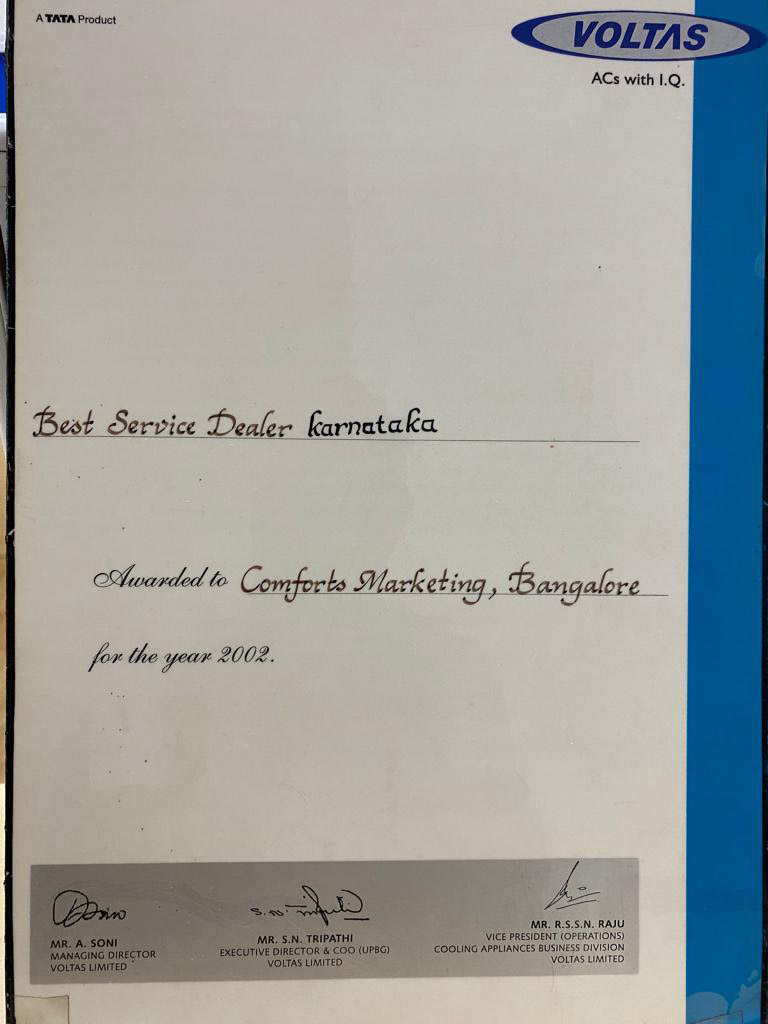 A TATA Product
VOLTAS
ACs with I.Q.
Best Service Dealer karnataka
Awarded to Comforts Marketing, Bangalore
for the year 2002.
MR. A. SONI
MANAGING DIRECTOR
VOLTAS LIMITED
S.N. Tripathi
MR. S.N. TRIPATHI
EXECUTIVE DIRECTOR & COO (UPBG)
VOLTAS LIMITED
MR. R.S.S.N. RAJU
VICE PRESIDENT (OPERATIONS)
COOLING APPLIANCES BUSINESS DIVISION
VOLTAS LIMITED